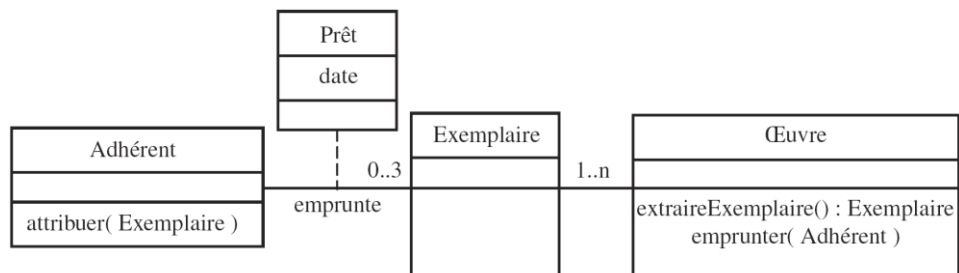 Prêt
date
Adhérent
attribuer( Exemplaire )
0..3
emprunte
Exemplaire
1..n
Œuvre
extraireExemplaire() : Exemplaire
emprunter( Adhérent )